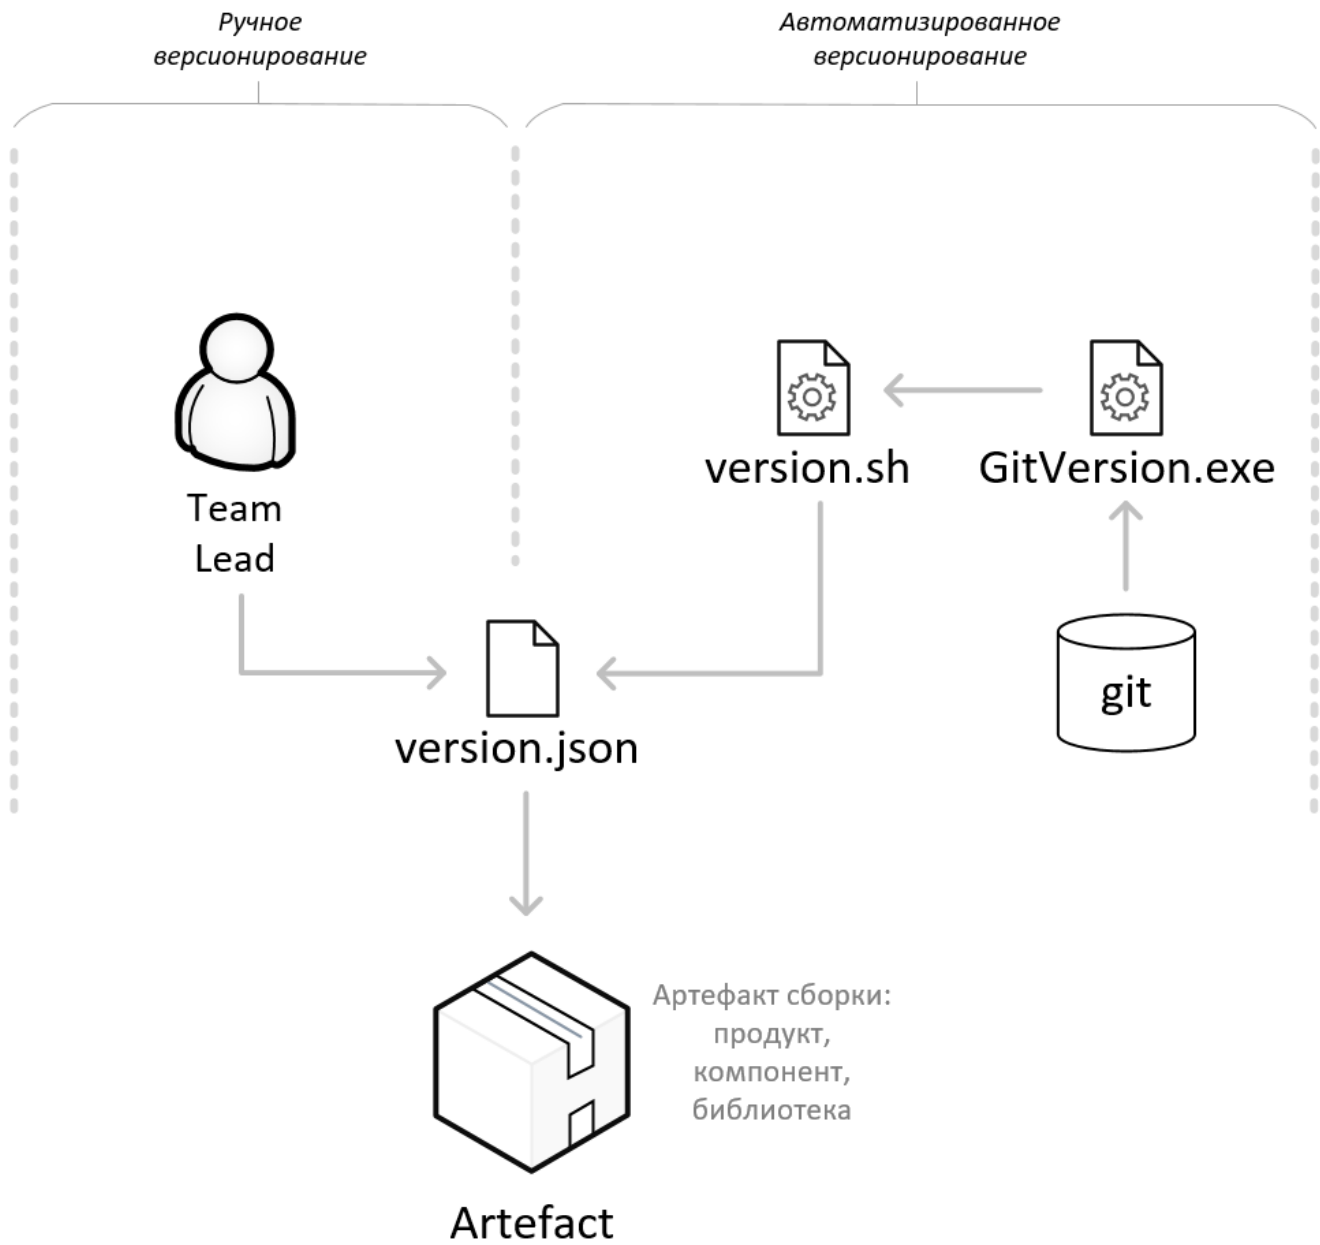 Ручное
версионирование
Автоматизированное
версионирование
version.sh
GitVersion.exe
Team
Lead
git
version.json
Артефакт сборки:
продукт,
компонент,
библиотека
Artefact